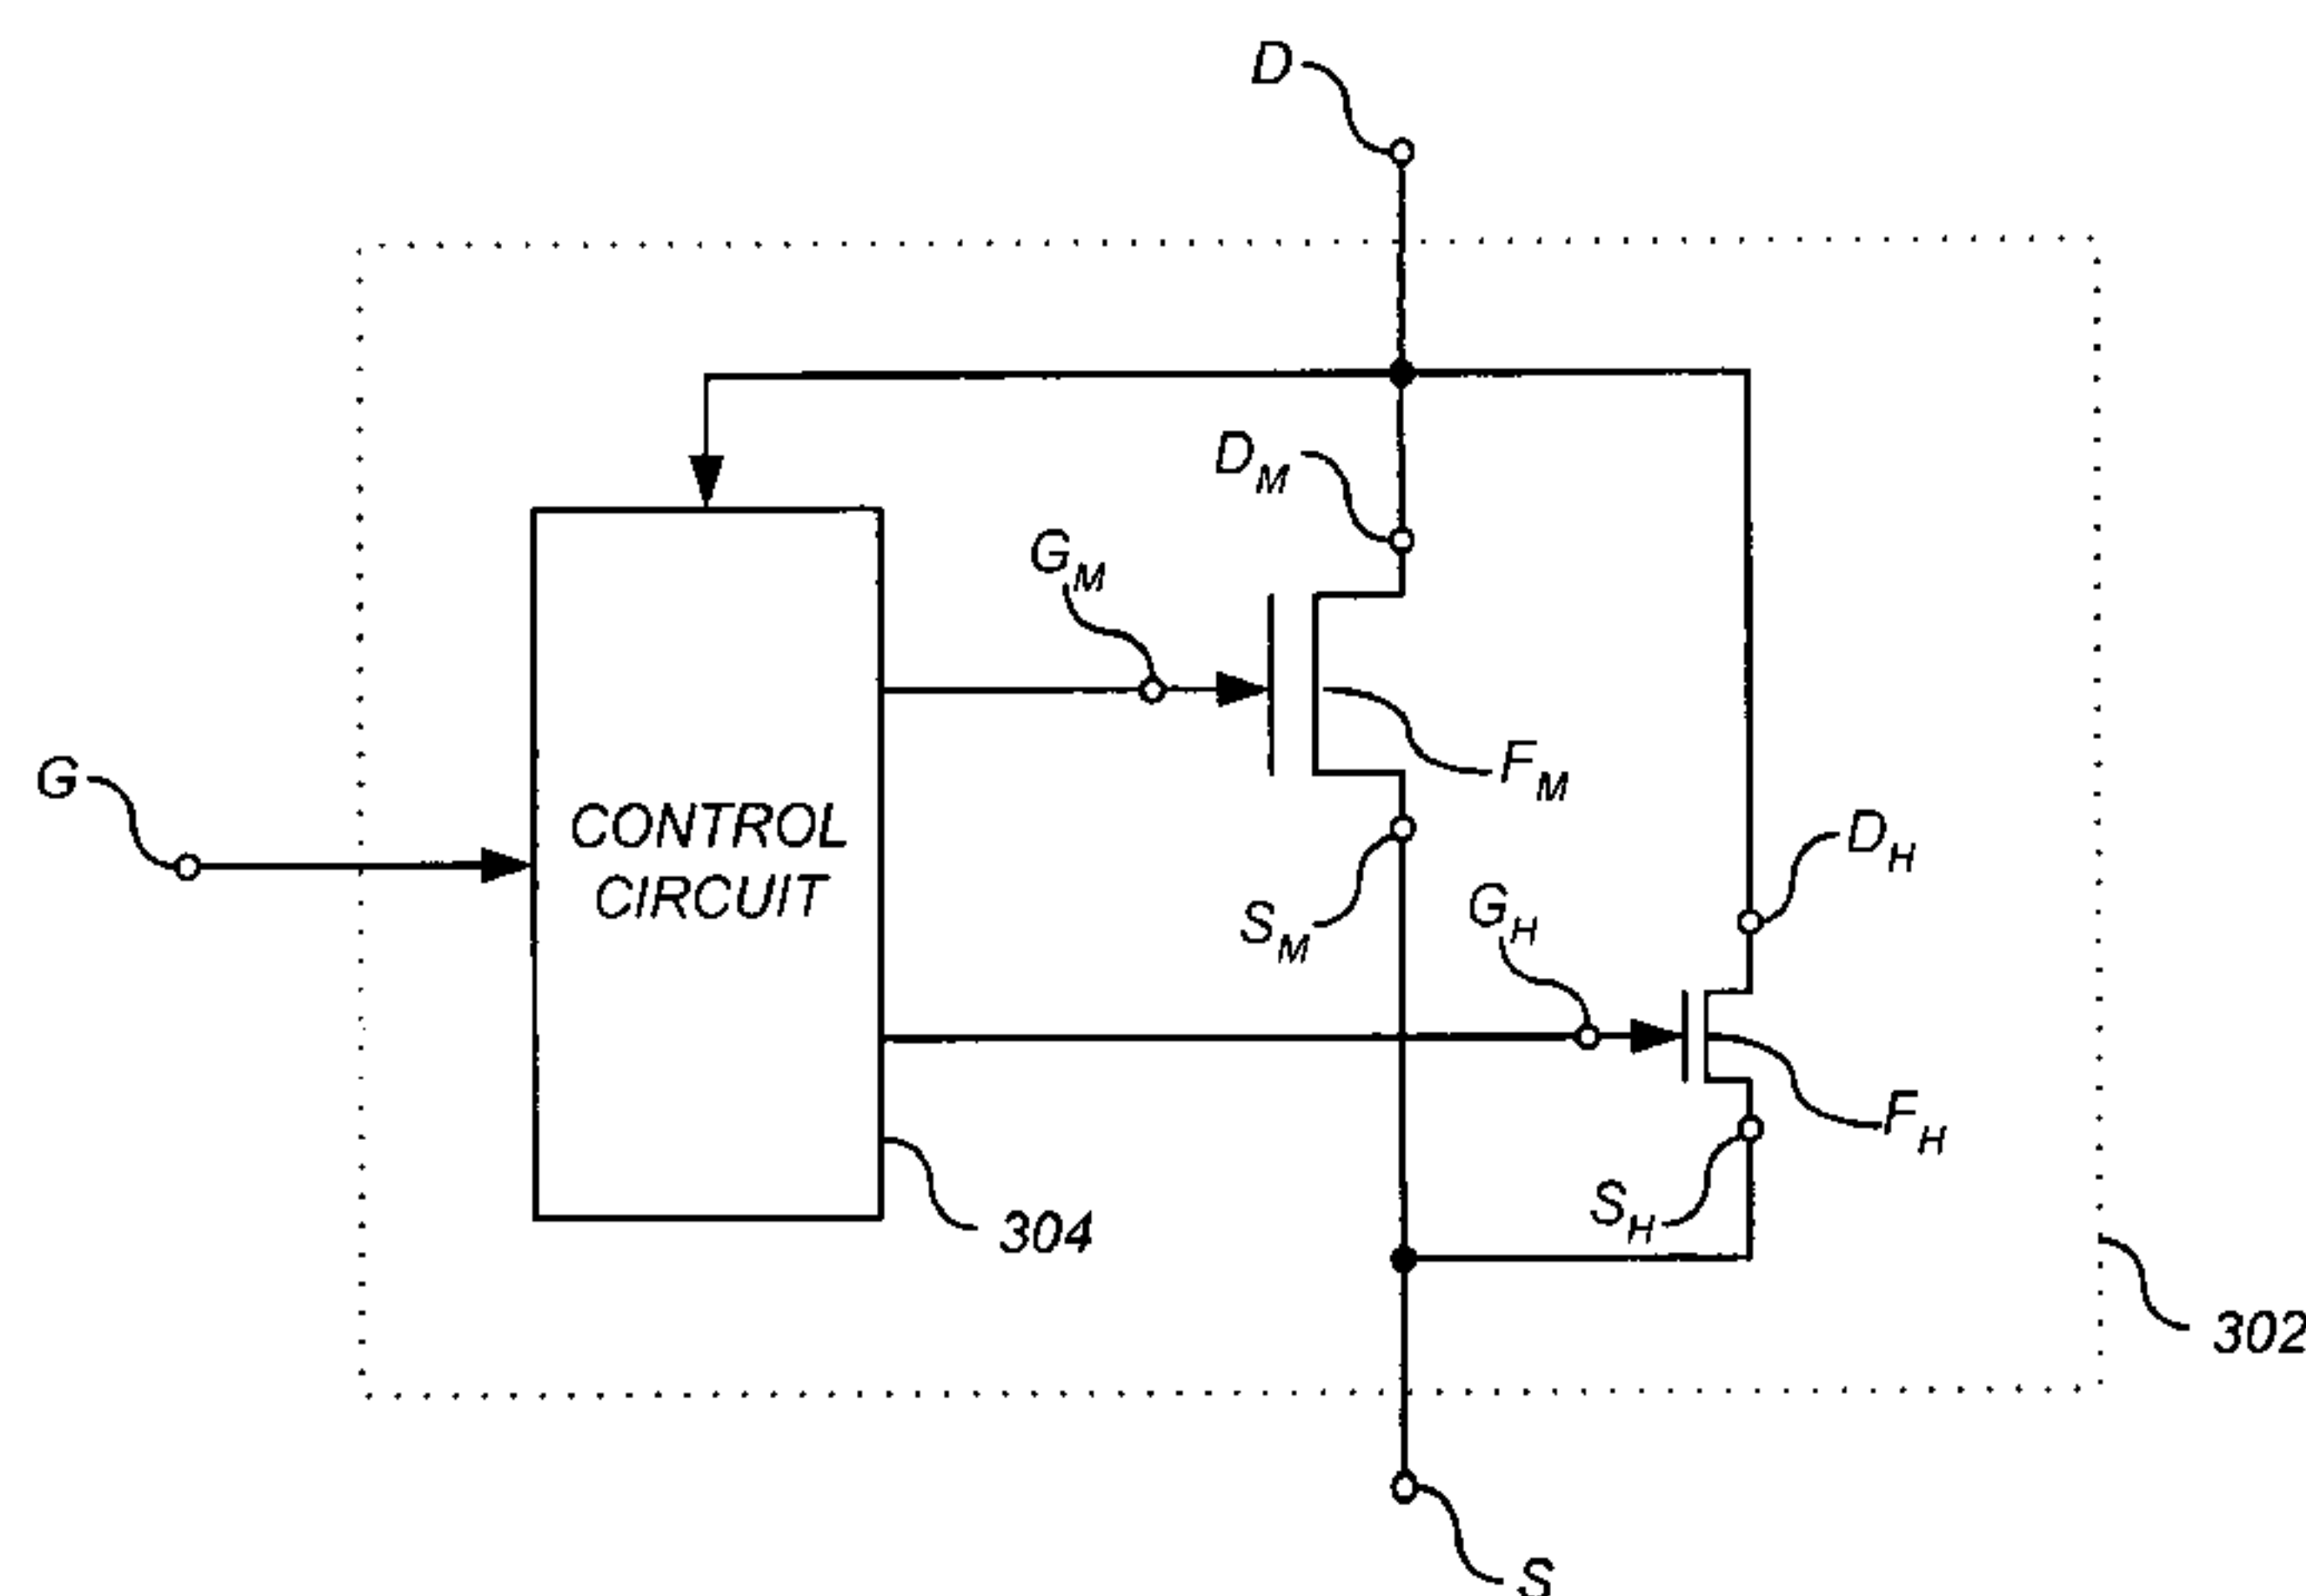 D
D_M
G_M
F_M
G
CONTROL
CIRCUIT
D_H
G_H
S_M
F_H
S_H
304
302
S